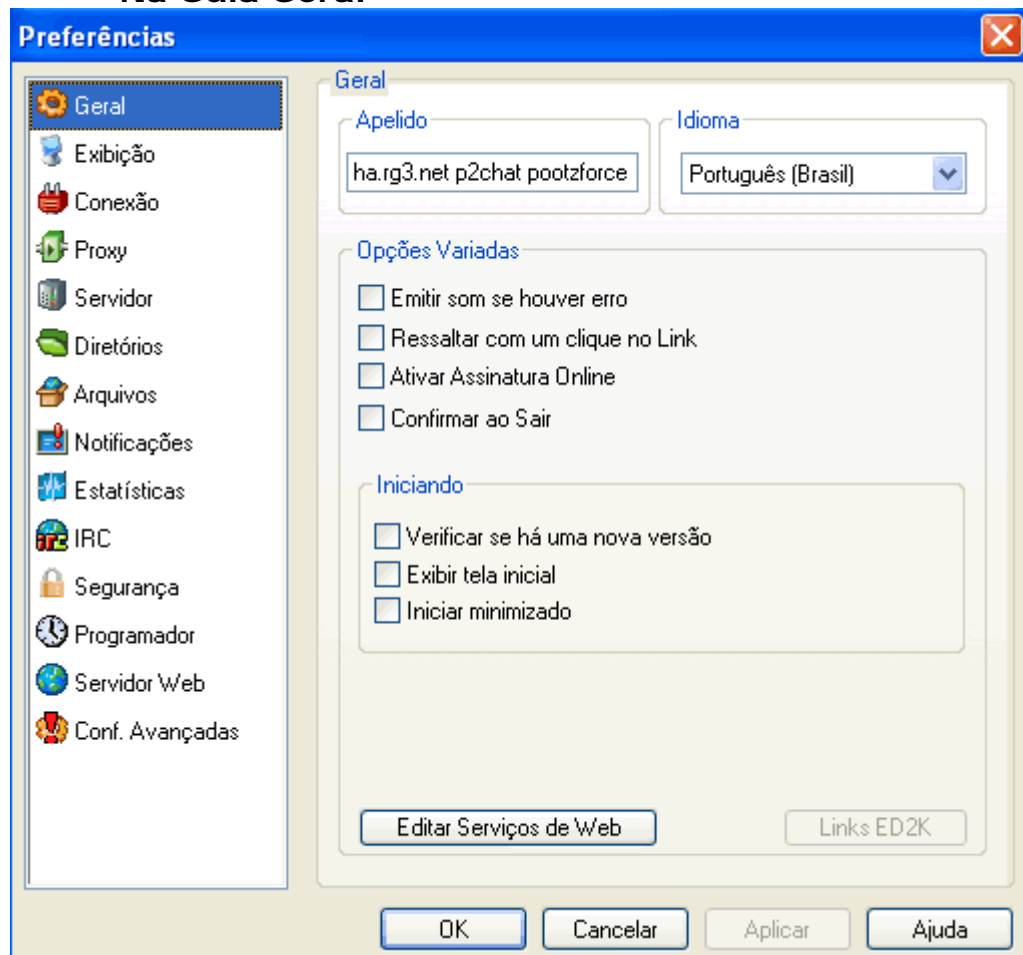 Na Guia Geral
Preferências
Geral
Exibição
Conexão
Proxy
Servidor
Diretórios
Arquivos
Notificações
Estatísticas
IRC
Segurança
Programador
Servidor Web
Conf. Avançadas
Geral
Apelido
ha.rg3.net p2chat pootzforce
Idioma
Português (Brasil)
Opções Variadas
Emitir som se houver erro
Ressaltar com um clique no Link
Ativar Assinatura Online
Confirmar ao Sair
Iniciando
Verificar se há uma nova versão
Exibir tela inicial
Iniciar minimizado
Editar Serviços de Web
Links ED2K
OK
Cancelar
Aplicar
Ajuda